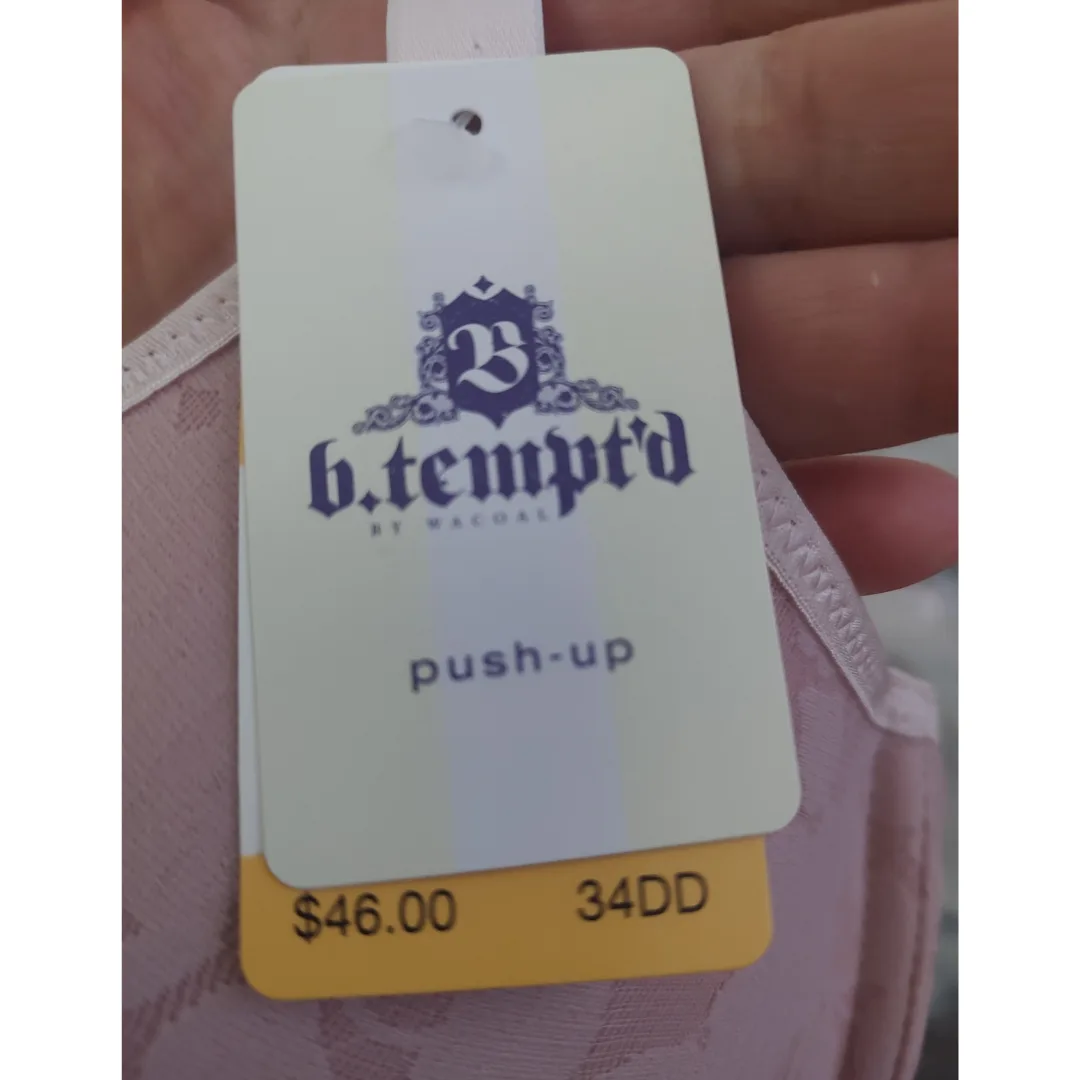 B
b.tempt'd
BY WACOAL
push-up
$46.00 34DD